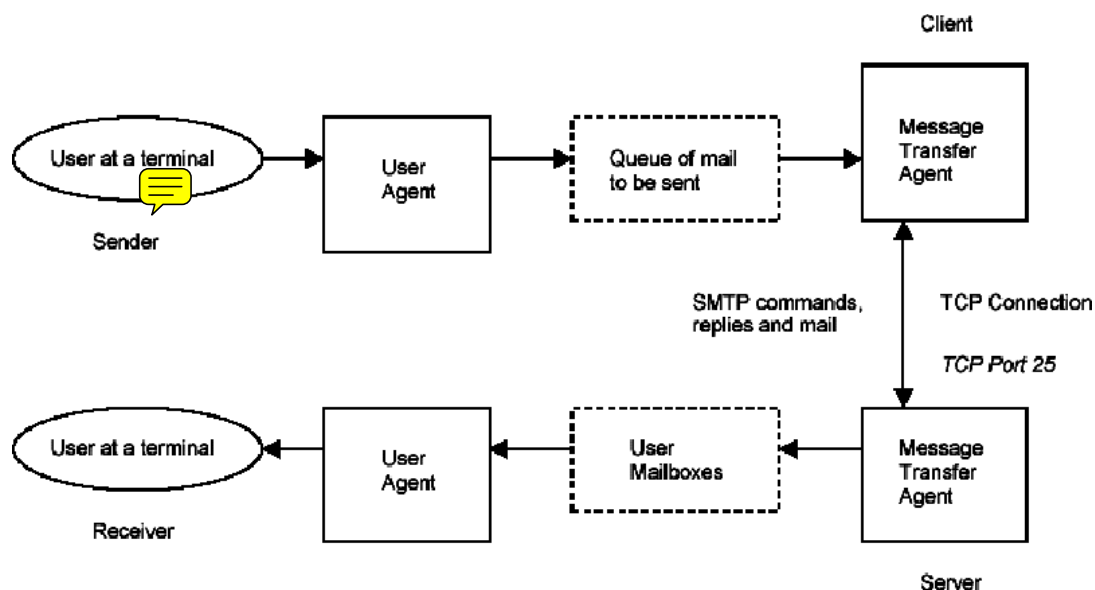 Client
User at a terminal
User
Agent
Queue of mail
to be sent
Message
Transfer
Agent
Sender
SMTP commands,
replies and mail
TCP Connection
TCP Port 25
User at a terminal
User
Agent
User
Mailboxes
Message
Transfer
Agent
Receiver
Server